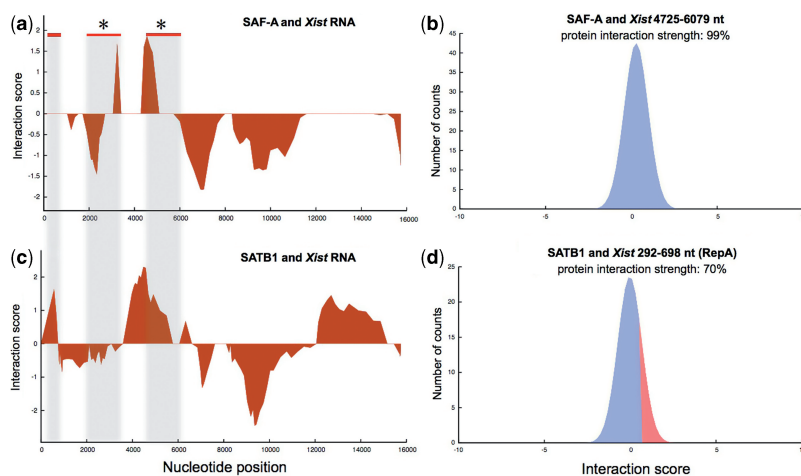 (a)
SAF-A and Xist RNA
* *
Interaction score
2
1.5
1
0.5
0
-0.5
-1
-1.5
-2
0 2000 4000 6000 8000 10000 12000 14000 16000
(b)
SAF-A and Xist 4725-6079 nt
protein interaction strength: 99%
Number of counts
45
40
35
30
25
20
15
10
5
0
-10 -5 0 5 1
(c)
SATB1 and Xist RNA
Interaction score
2
1
0
-1
-2
0 2000 4000 6000 8000 10000 12000 14000 16000
Nucleotide position
(d)
SATB1 and Xist 292-698 nt (RepA)
protein interaction strength: 70%
Number of counts
25
20
15
10
5
0
-10 -5 0 5 1
Interaction score